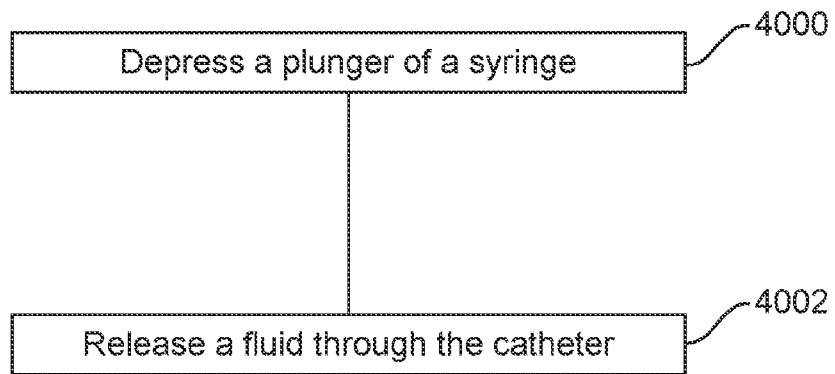 4000
Depress a plunger of a syringe
4002
Release a fluid through the catheter